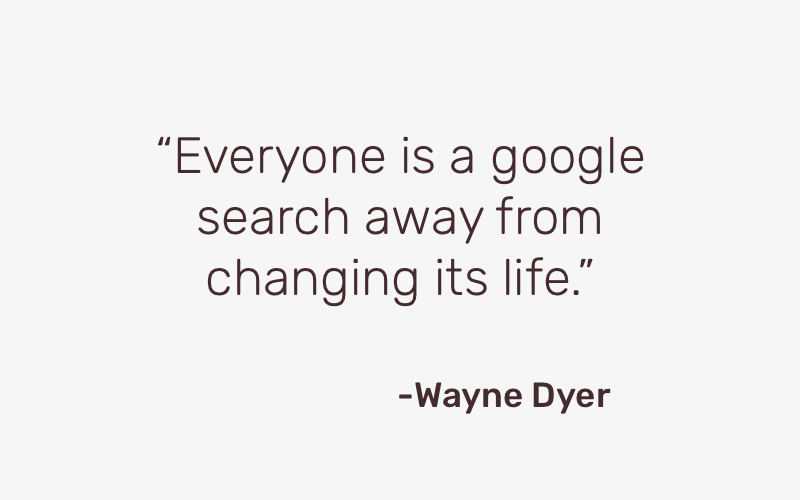 “Everyone is a google
search away from
changing its life.”
-Wayne Dyer